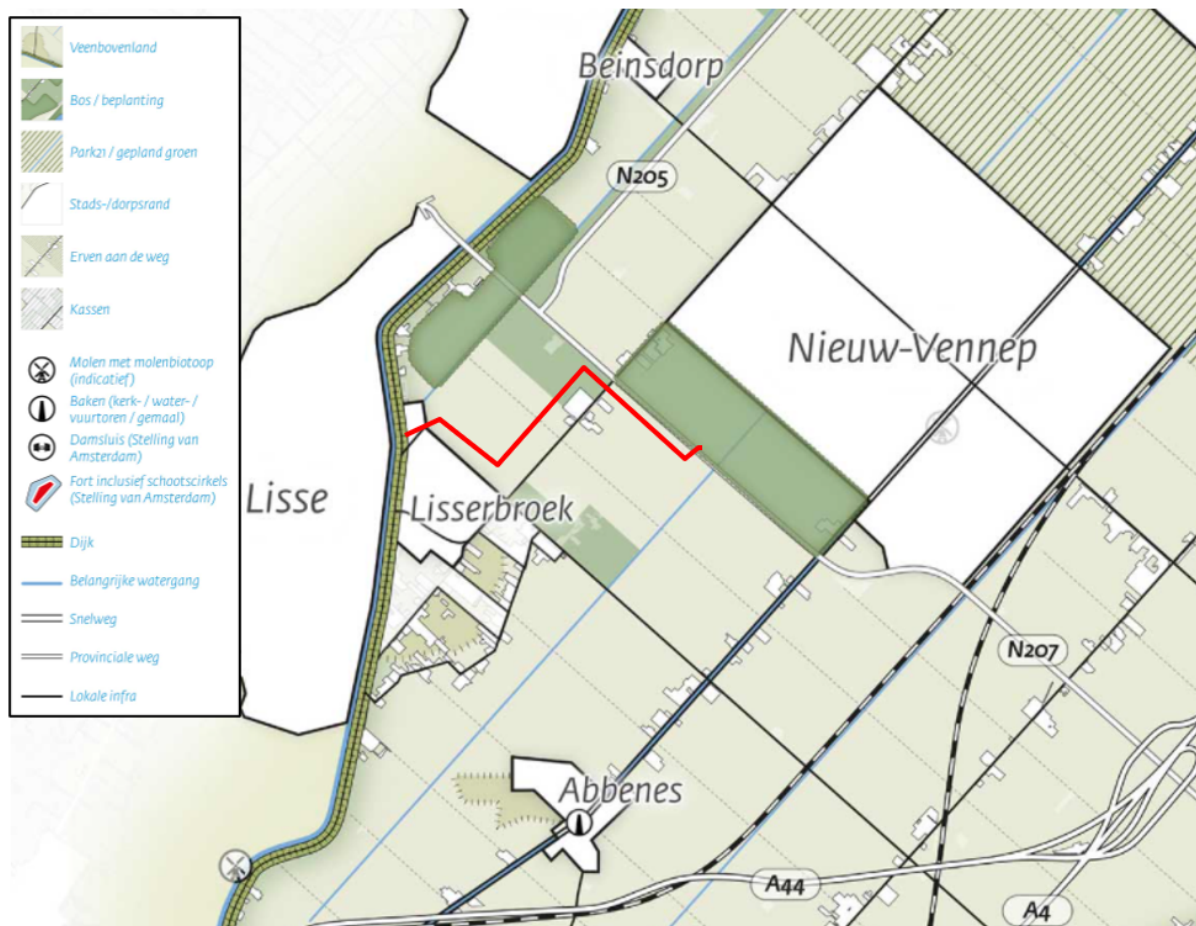 Veenbovenland
Bos / beplanting
Park21 / gepland groen
Stads-/dorpsrand
Erven aan de weg
Kassen
Molen met molenbiotoop
(indicatief)
Baken (kerk- / water- /
vuurtoren / gemaal)
Damsluis (Stelling van
Amsterdam)
Fort inclusief schootscirkels
(Stelling van Amsterdam)
Dijk
Belangrijke watergang
Snelweg
Provinciale weg
Lokale infra
Beinsdorp
N205
Nieuw-Vennep
Lisse
Lisserbroek
N207
Abbenes
A44
A4